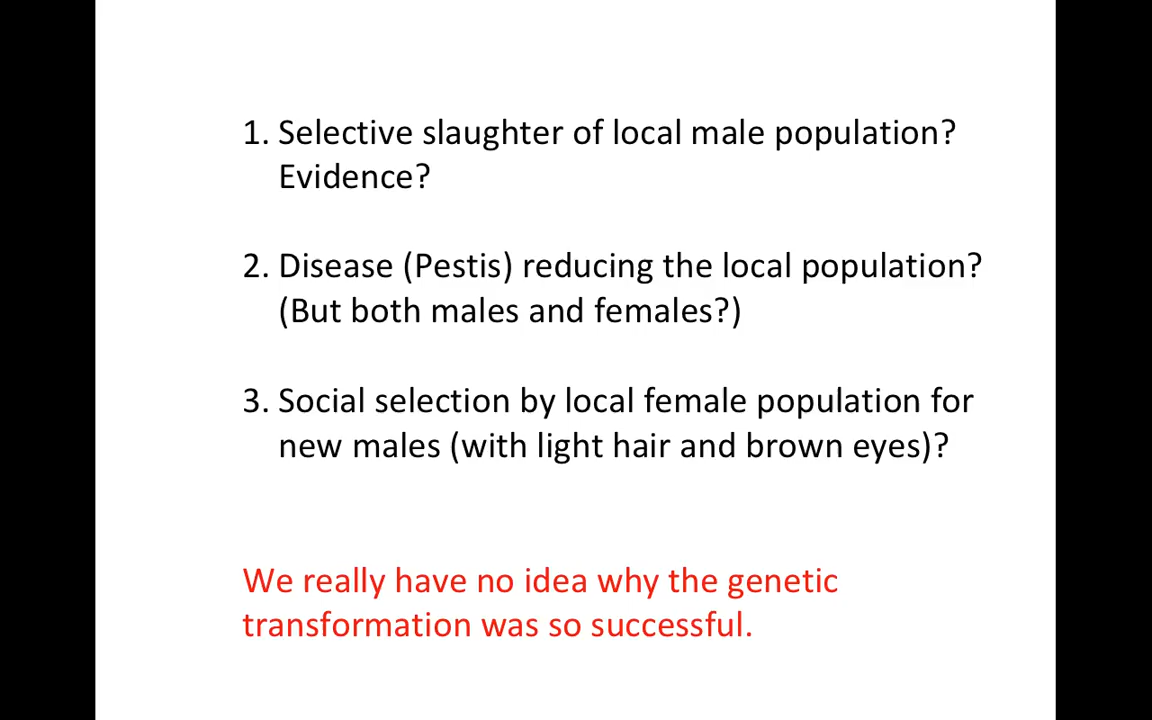 1. Selective slaughter of local male population?
Evidence?
2. Disease (Pestis) reducing the local population?
(But both males and females?)
3. Social selection by local female population for
new males (with light hair and brown eyes)?
We really have no idea why the genetic
transformation was so successful.